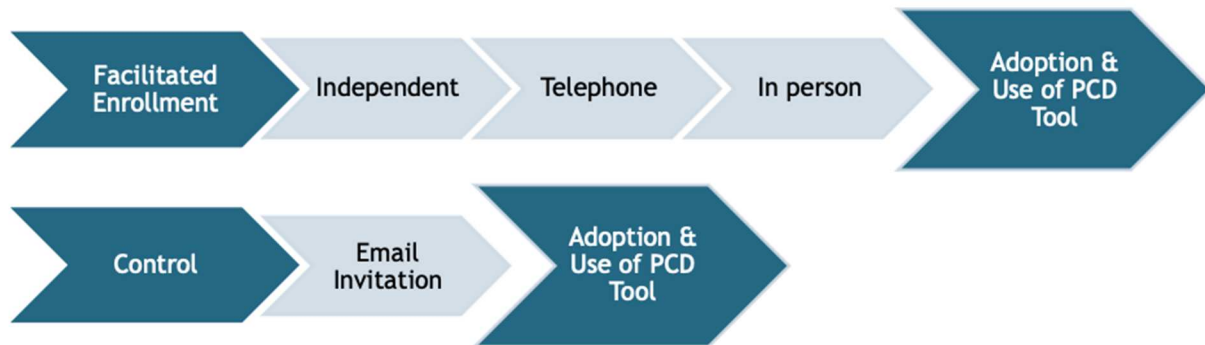 Facilitated
Enrollment
Independent
Telephone
In person
Adoption &
Use of PCD
Tool
Control
Email
Invitation
Adoption &
Use of PCD
Tool